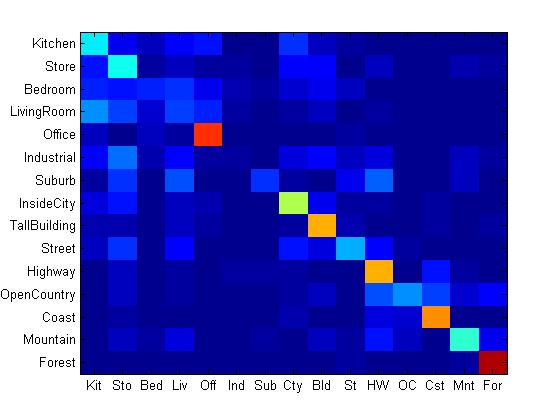 Kitchen
Store
Bedroom
LivingRoom
Office
Industrial
Suburb
InsideCity
TallBuilding
Street
Highway
OpenCountry
Coast
Mountain
Forest
Kit Sto Bed Liv Off Ind Sub Cty Bld St HW OC Cst Mnt For